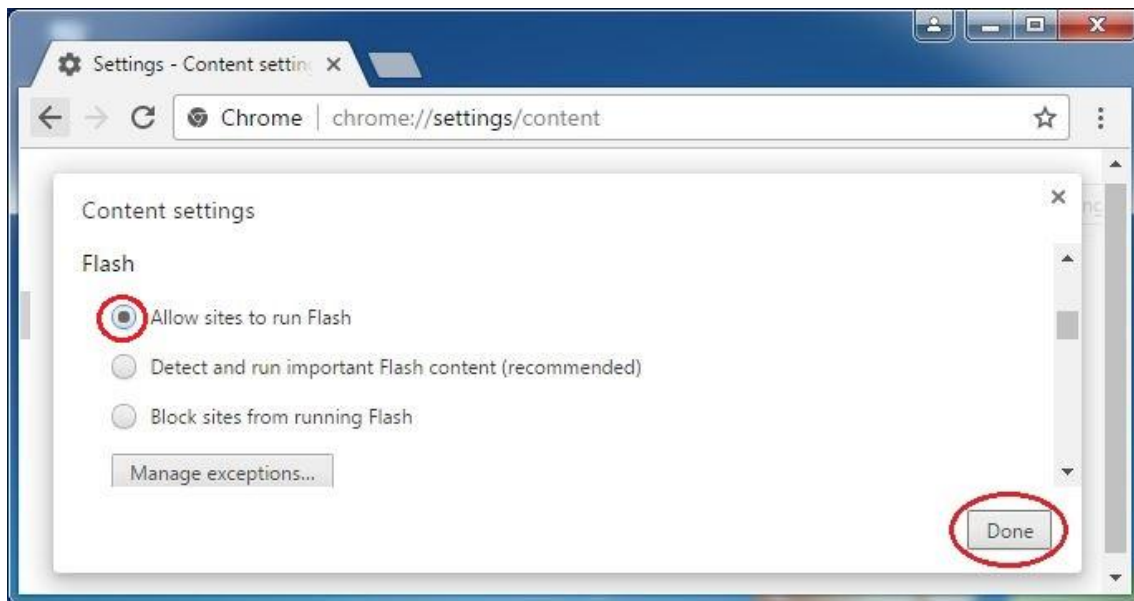 Settings - Content settin
Chrome | chrome://settings/content
Content settings
Flash
Allow sites to run Flash
Detect and run important Flash content (recommended)
Block sites from running Flash
Manage exceptions...
Done